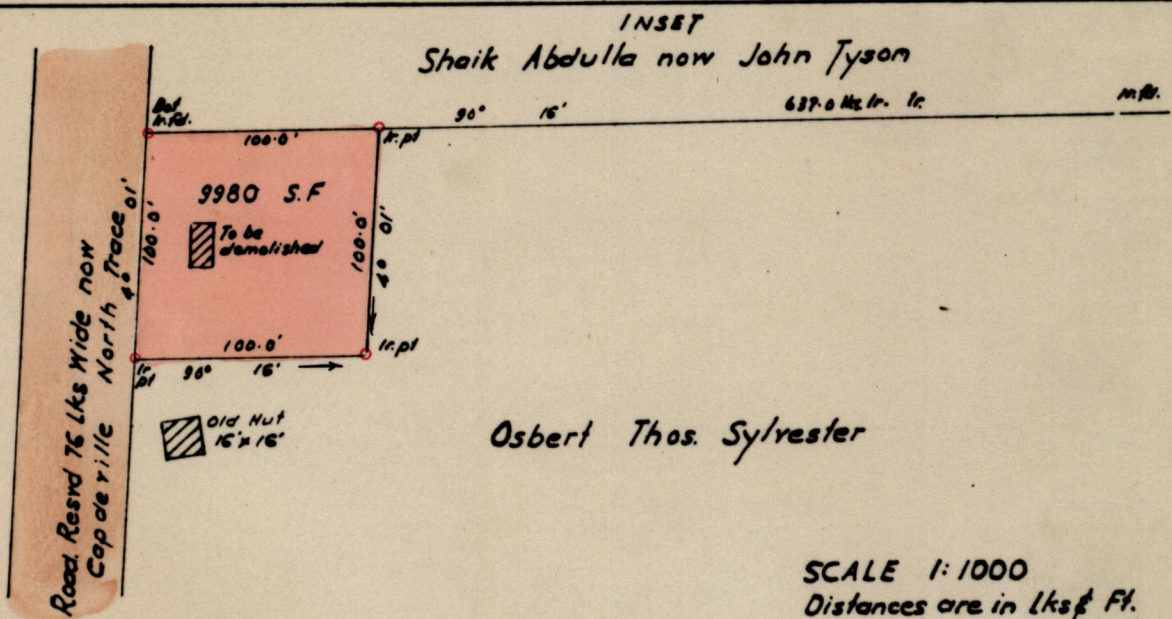 INSET
Shaik Abdulla now John Tyson
Ir. fd.
100.0'
Ir. pt
90° 16'
637.0 lks Ir. Ir.
9980 S.F
To be
demolished
4° 01'
100.0'
100.0'
4° 01'
100.0'
Ir. pt
Ir.
pt
90° 16'
Old Hut
16' x 16'
Osbert Thos. Sylvester
Road Resvd 76 Lks Wide now
Capdeville North Trace
SCALE 1:1000
Distances are in lks & Ft.